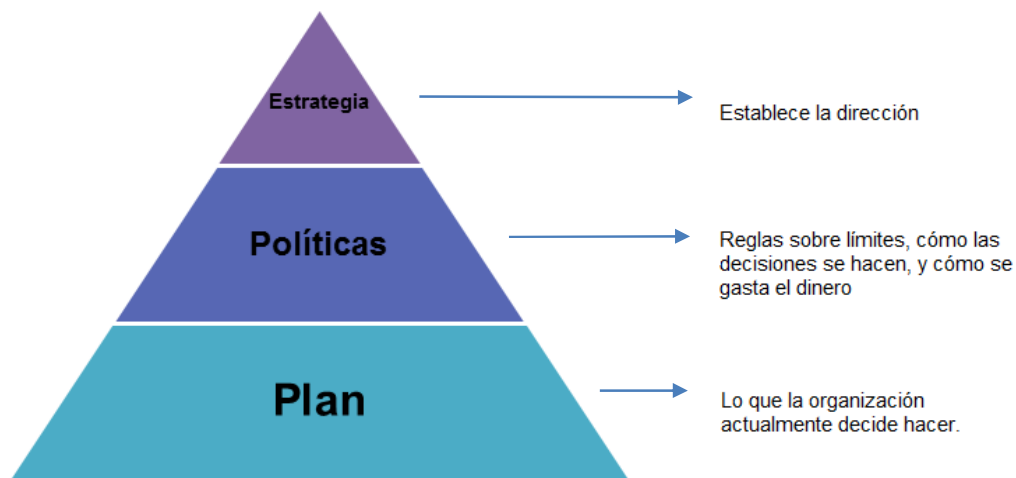 Estrategia
Establece la dirección
Políticas
Reglas sobre límites, cómo las
decisiones se hacen, y cómo se
gasta el dinero
Plan
Lo que la organización
actualmente decide hacer.